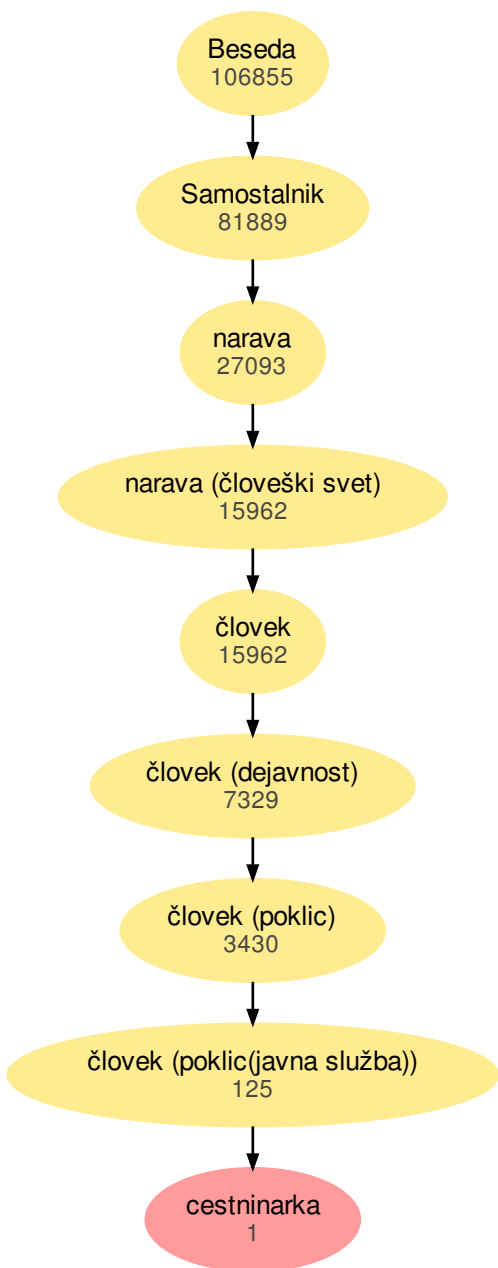 Beseda
106855
Samostalnik
81889
narava
27093
narava (človeški svet)
15962
človek
15962
človek (dejavnost)
7329
človek (poklic)
3430
človek (poklic(javna služba))
125
cestninarka
1